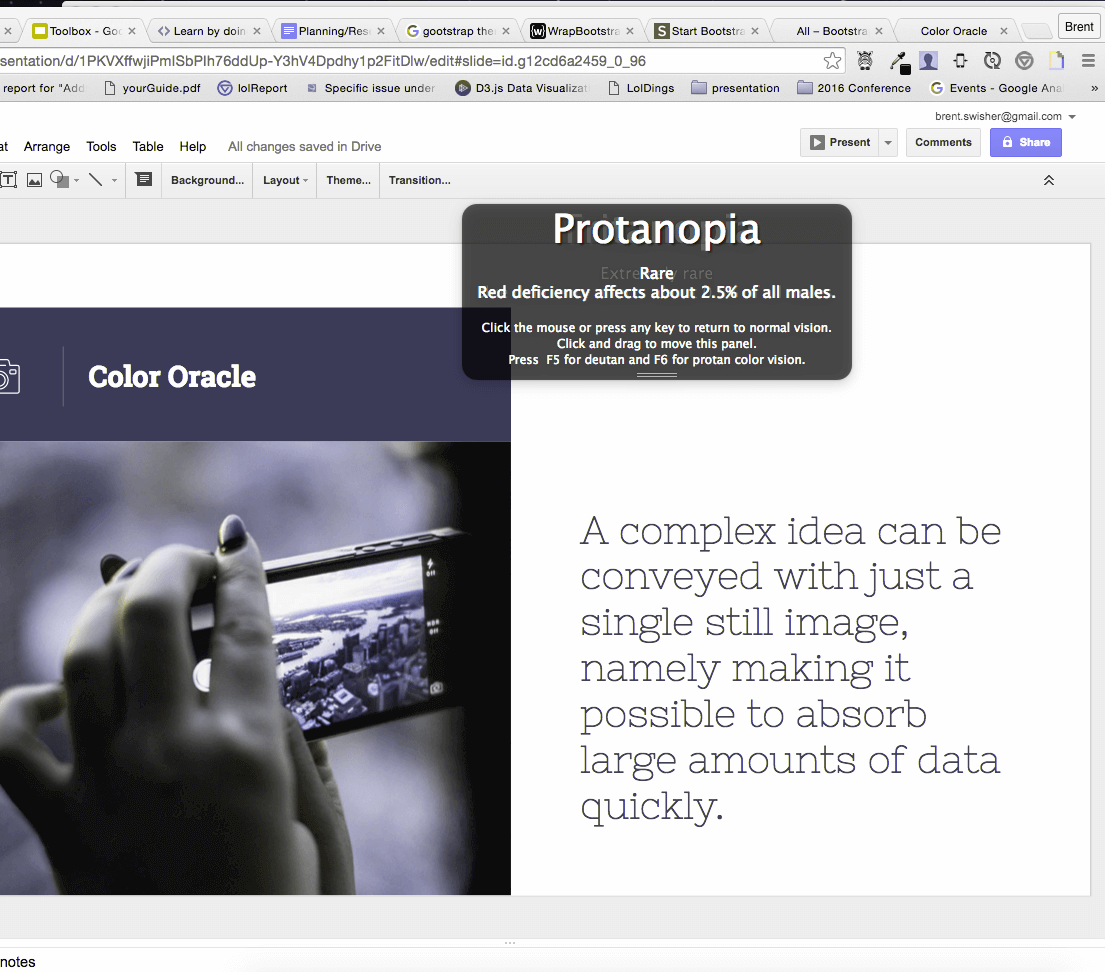 Toolbox - Goo
Learn by doin
Planning/Rese
gootstrap the
WrapBootstra
Start Bootstra
All – Bootstra
Color Oracle
Brent
sentation/d/1PKVXffwjiPmlSbPIh76ddUp-Y3hV4Dpdhy1p2FitDlw/edit#slide=id.g12cd6a2459_0_96
report for "Add
yourGuide.pdf
lolReport
Specific issue under
D3.js Data Visualizat
LolDings
presentation
2016 Conference
Events - Google Ana
»
brent.swisher@gmail.com
at Arrange Tools Table Help All changes saved in Drive
Present
Comments
Share
Background... Layout Theme... Transition...
Protanopia
Extremely rare
Rare
Red deficiency affects about 2.5% of all males.
Click the mouse or press any key to return to normal vision.
Click and drag to move this panel.
Press F5 for deutan and F6 for protan color vision.
Color Oracle
A complex idea can be
conveyed with just a
single still image,
namely making it
possible to absorb
large amounts of data
quickly.
notes